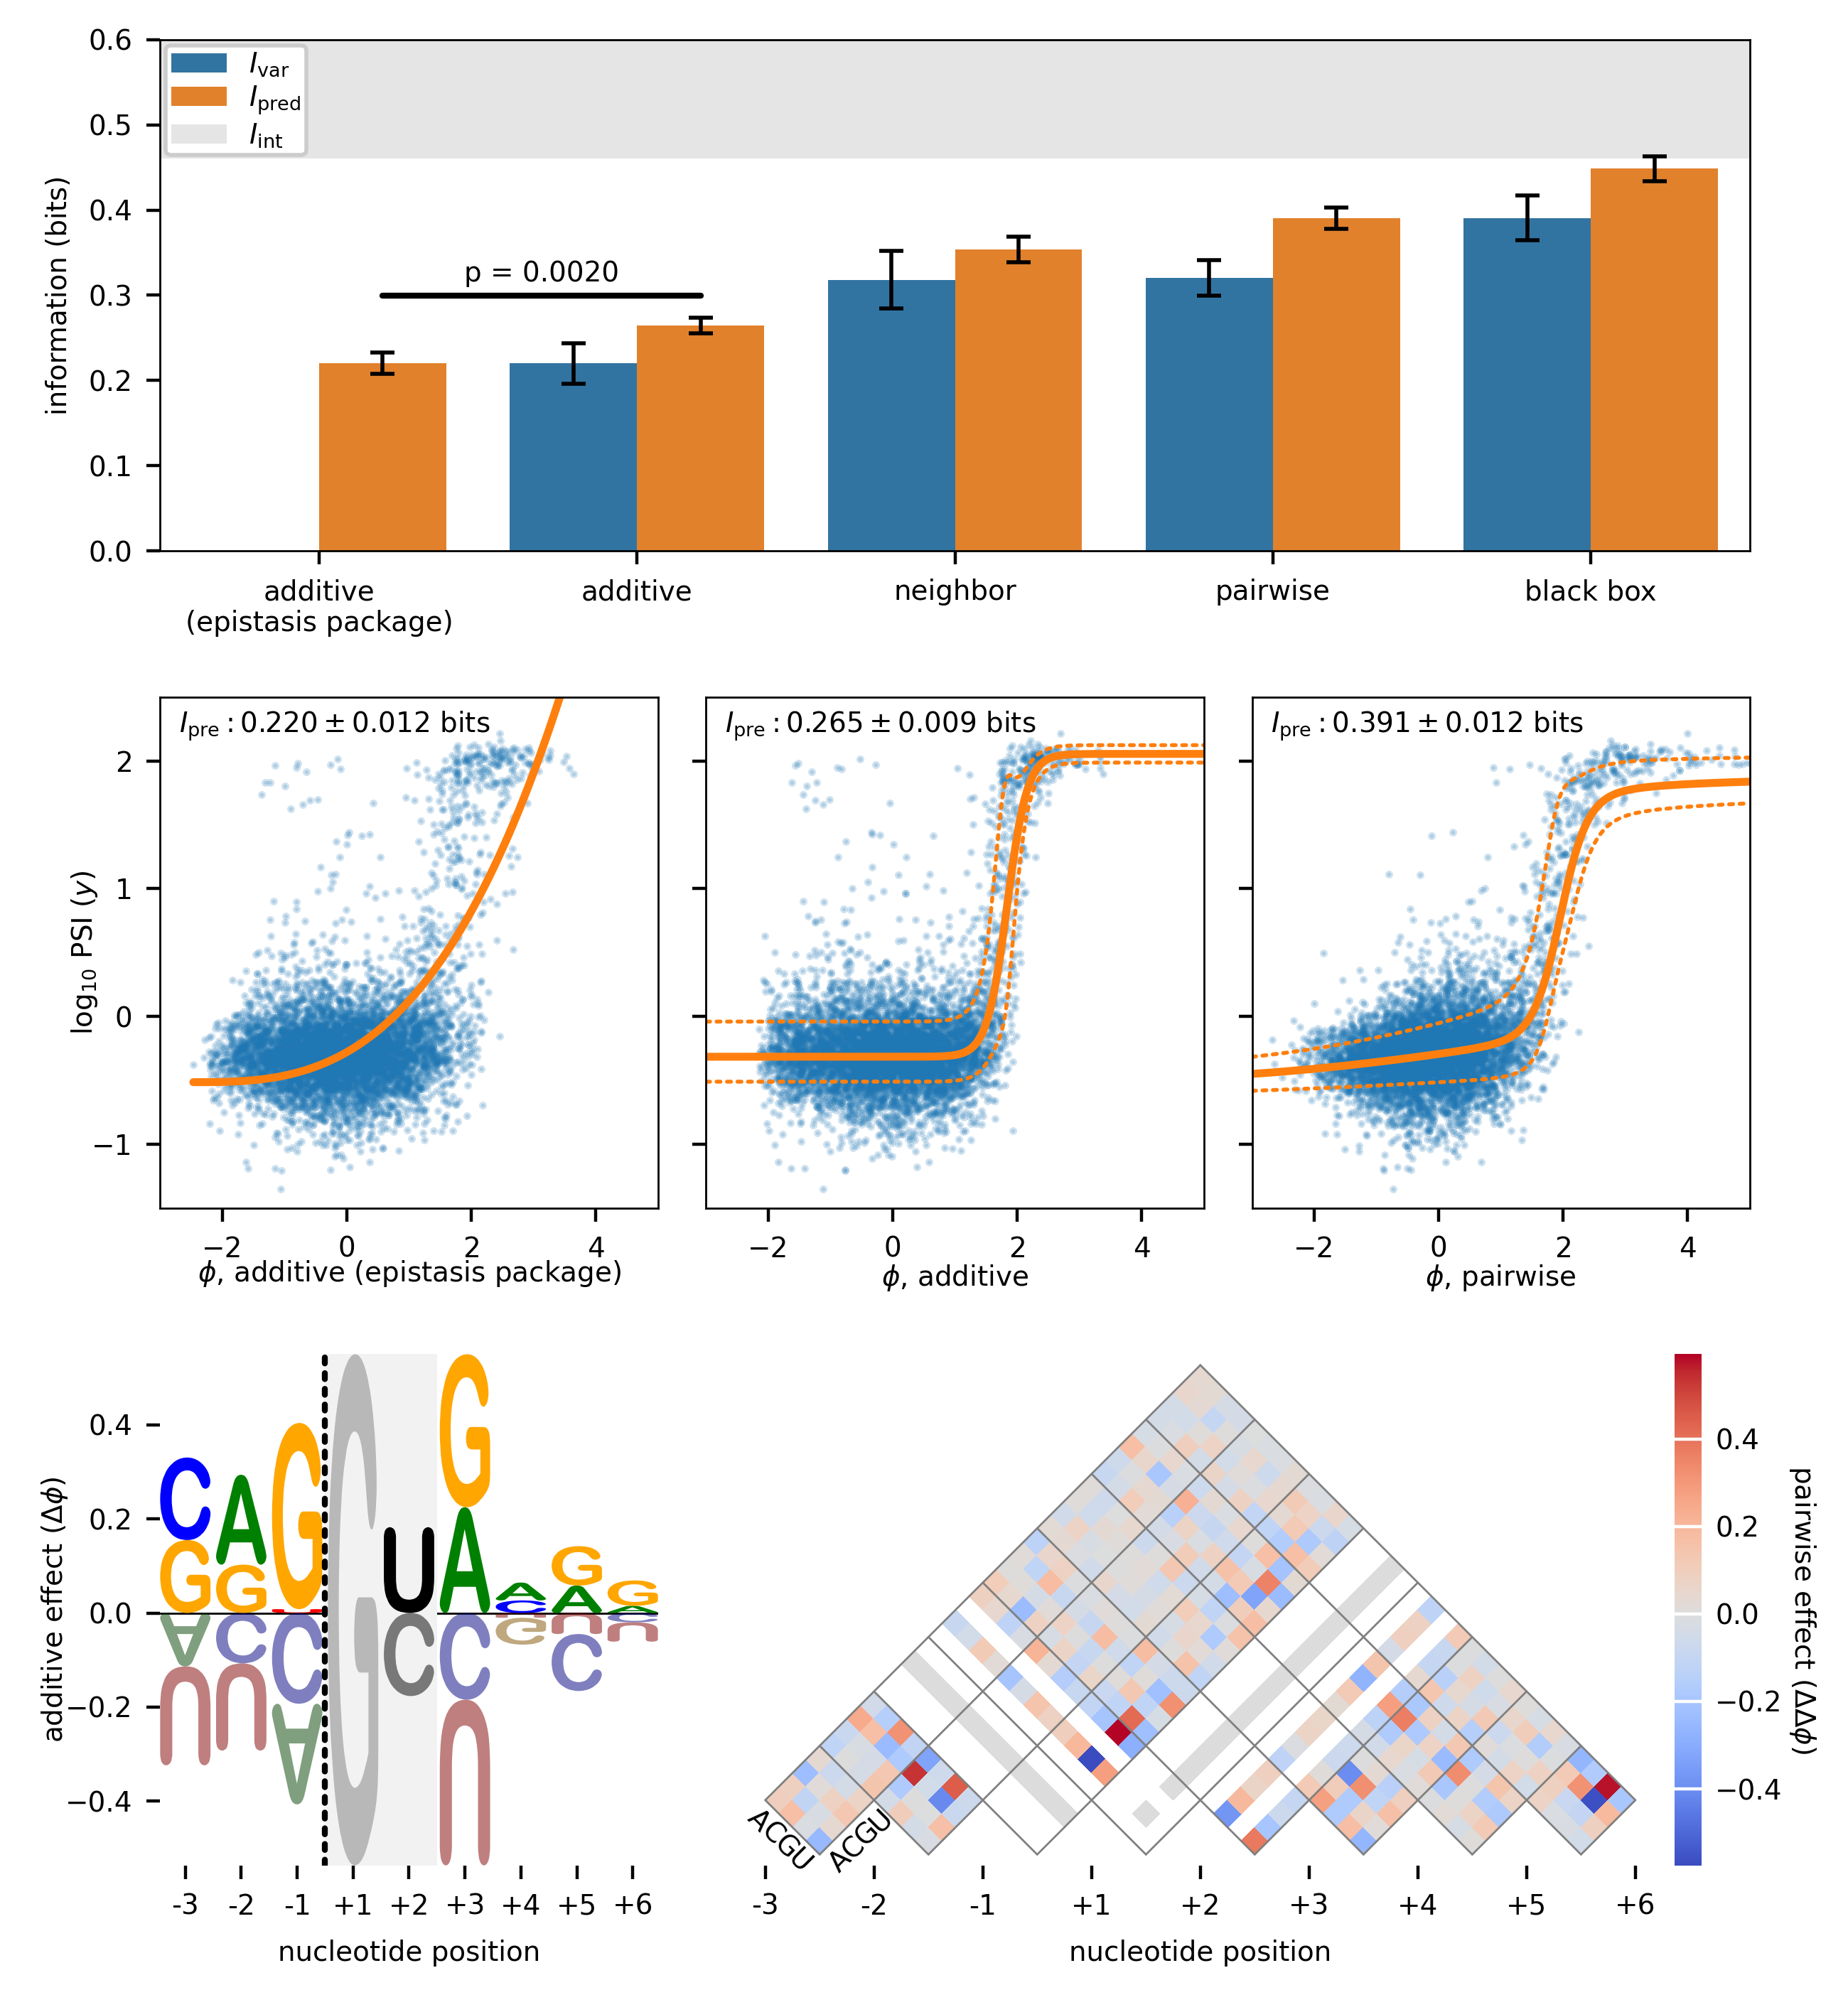 0.6
0.5
0.4
0.3
0.2
0.1
0.0
information (bits)
I_var
I_pred
I_int
p = 0.0020
additive
(epistasis package)
additive
neighbor
pairwise
black box
I_pre : 0.220 ± 0.012 bits
I_pre : 0.265 ± 0.009 bits
I_pre : 0.391 ± 0.012 bits
2
1
0
−1
log₁₀ PSI (y)
−2 0 2 4
ϕ, additive (epistasis package)
−2 0 2 4
ϕ, additive
−2 0 2 4
ϕ, pairwise
0.4
0.2
0.0
−0.2
−0.4
additive effect (Δϕ)
C A G G U G A G G
G G A C A A
A C C C C G U C
U U A U C U
-3 -2 -1 +1 +2 +3 +4 +5 +6
nucleotide position
ACGU ACGU
-3 -2 -1 +1 +2 +3 +4 +5 +6
nucleotide position
0.4
0.2
0.0
−0.2
−0.4
pairwise effect (ΔΔϕ)